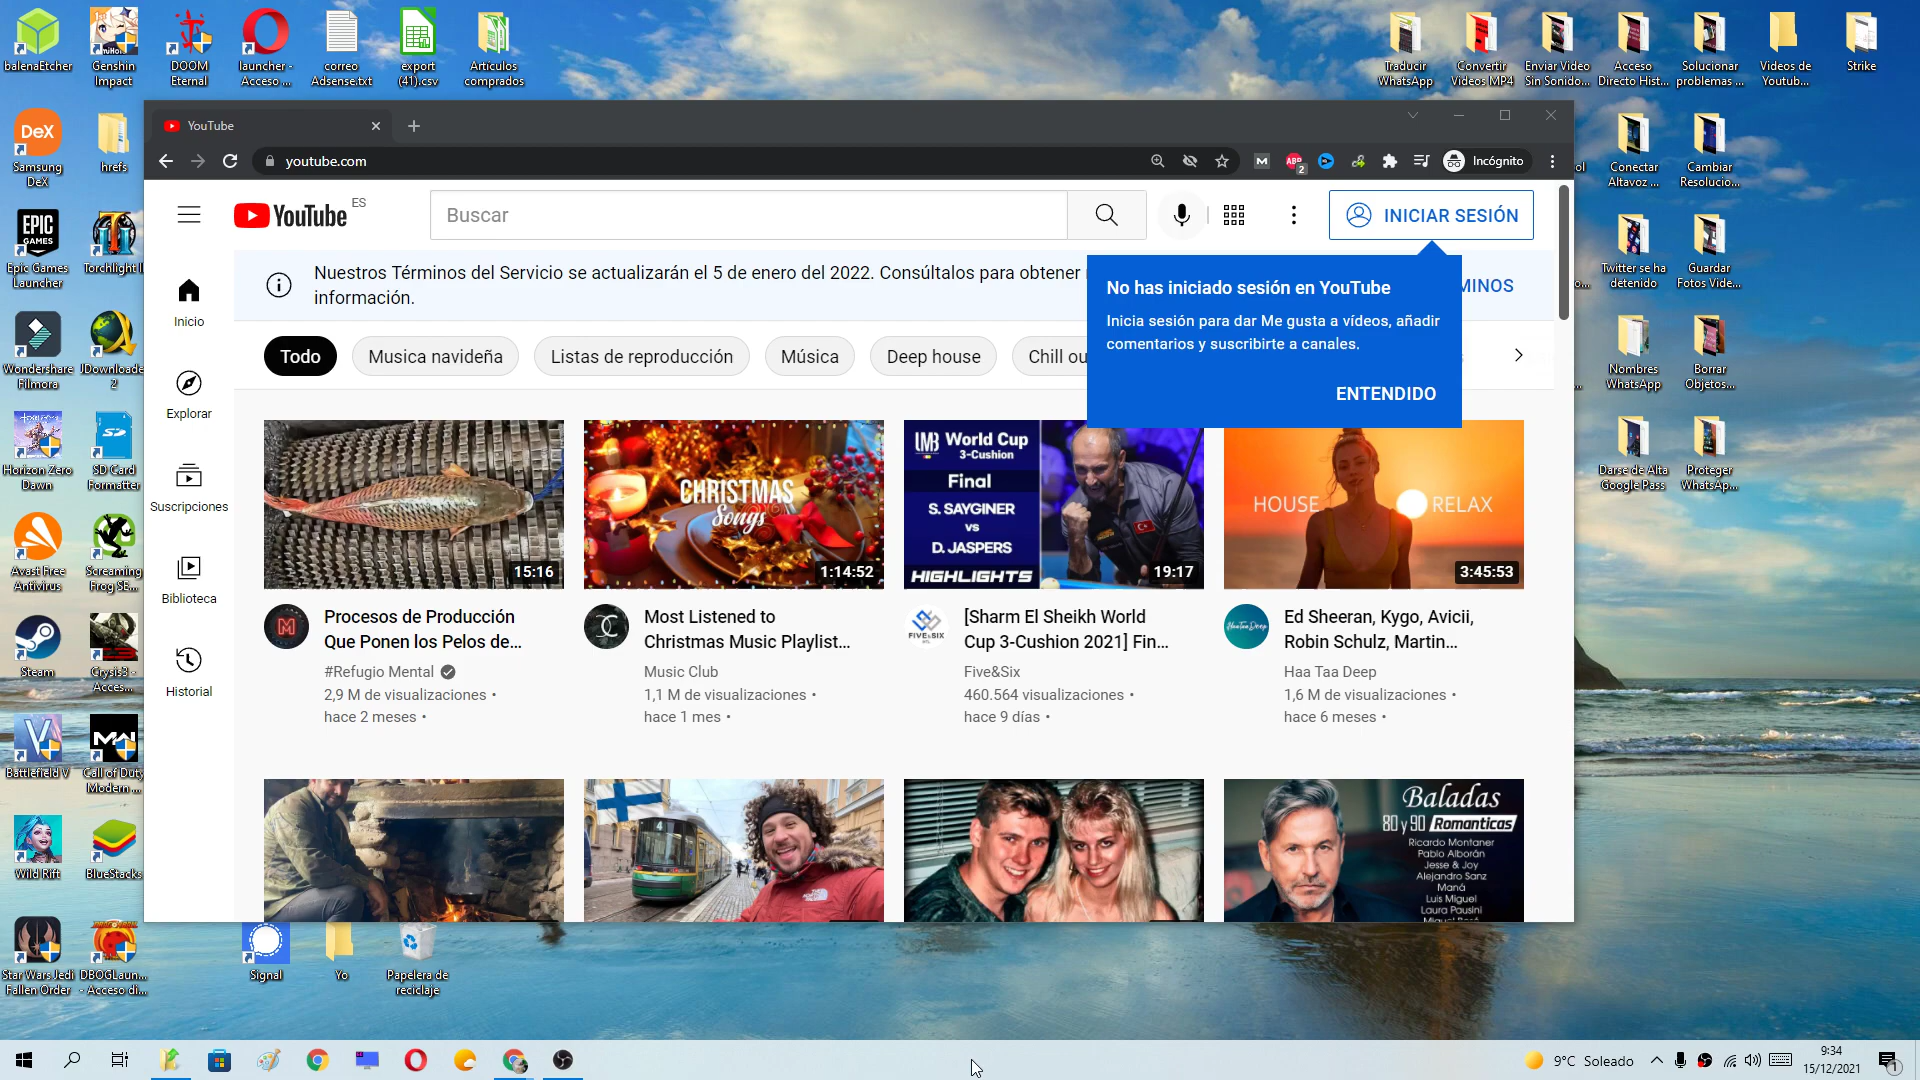 balenaEtcher
Genshin
Impact
DOOM
Eternal
launcher -
Acceso ...
correo
Adsense.txt
export
(41).csv
Artículos
comprados
Traducir
WhatsApp
Convertir
Videos MP4
Enviar Video
Sin Sonido...
Acceso
Directo Hist...
Solucionar
problemas ...
Videos de
Youtub...
Strike
YouTube
youtube.com
ABP
2
Incógnito
DeX
Samsung
DeX
hrefs
Conectar
Altavoz ...
Cambiar
Resolucio...
YouTube
ES
Buscar
INICIAR SESIÓN
EPIC
GAMES
Epic Games
Launcher
Torchlight II
Twitter se ha
detenido
Guardar
Fotos Vide...
Nuestros Términos del Servicio se actualizarán el 5 de enero del 2022. Consúltalos para obtener
información.
MINOS
No has iniciado sesión en YouTube
Inicia sesión para dar Me gusta a vídeos, añadir
comentarios y suscribirte a canales.
ENTENDIDO
Inicio
Explorar
Suscripciones
Biblioteca
Historial
Todo
Musica navideña
Listas de reproducción
Música
Deep house
Chill ou
Wondershare
Filmora
JDownloade
2
Nombres
WhatsApp
Borrar
Objetos...
Horizon Zero
Dawn
SD Card
Formatter
Darse de Alta
Google Pass
Proteger
WhatsAp...
Avast Free
Antivirus
Screaming
Frog SE...
Steam
Crysis3 -
Acces...
Battlefield V
MW
Call of Duty
Modern ...
Wild Rift
BlueStacks
Star Wars Jedi
Fallen Order
DBOGLaun...
- Acceso di...
Signal
Yo
Papelera de
reciclaje
15:16
CHRISTMAS
Songs
1:14:52
UMB World Cup
3-Cushion
Final
S. SAYGINER
vs
D. JASPERS
HIGHLIGHTS
19:17
HOUSE RELAX
3:45:53
Procesos de Producción
Que Ponen los Pelos de...
#Refugio Mental
2,9 M de visualizaciones •
hace 2 meses •
Most Listened to
Christmas Music Playlist...
Music Club
1,1 M de visualizaciones •
hace 1 mes •
FIVE&SIX
[Sharm El Sheikh World
Cup 3-Cushion 2021] Fin...
Five&Six
460.564 visualizaciones •
hace 9 días •
HaaTaaDeep
Ed Sheeran, Kygo, Avicii,
Robin Schulz, Martin...
Haa Taa Deep
1,6 M de visualizaciones •
hace 6 meses •
Baladas
80 y 90 Romanticas
Ricardo Montaner
Pablo Alborán
Jesse & Joy
Alejandro Sanz
Maná
Luis Miguel
Laura Pausini
9°C Soleado
9:34
15/12/2021
1